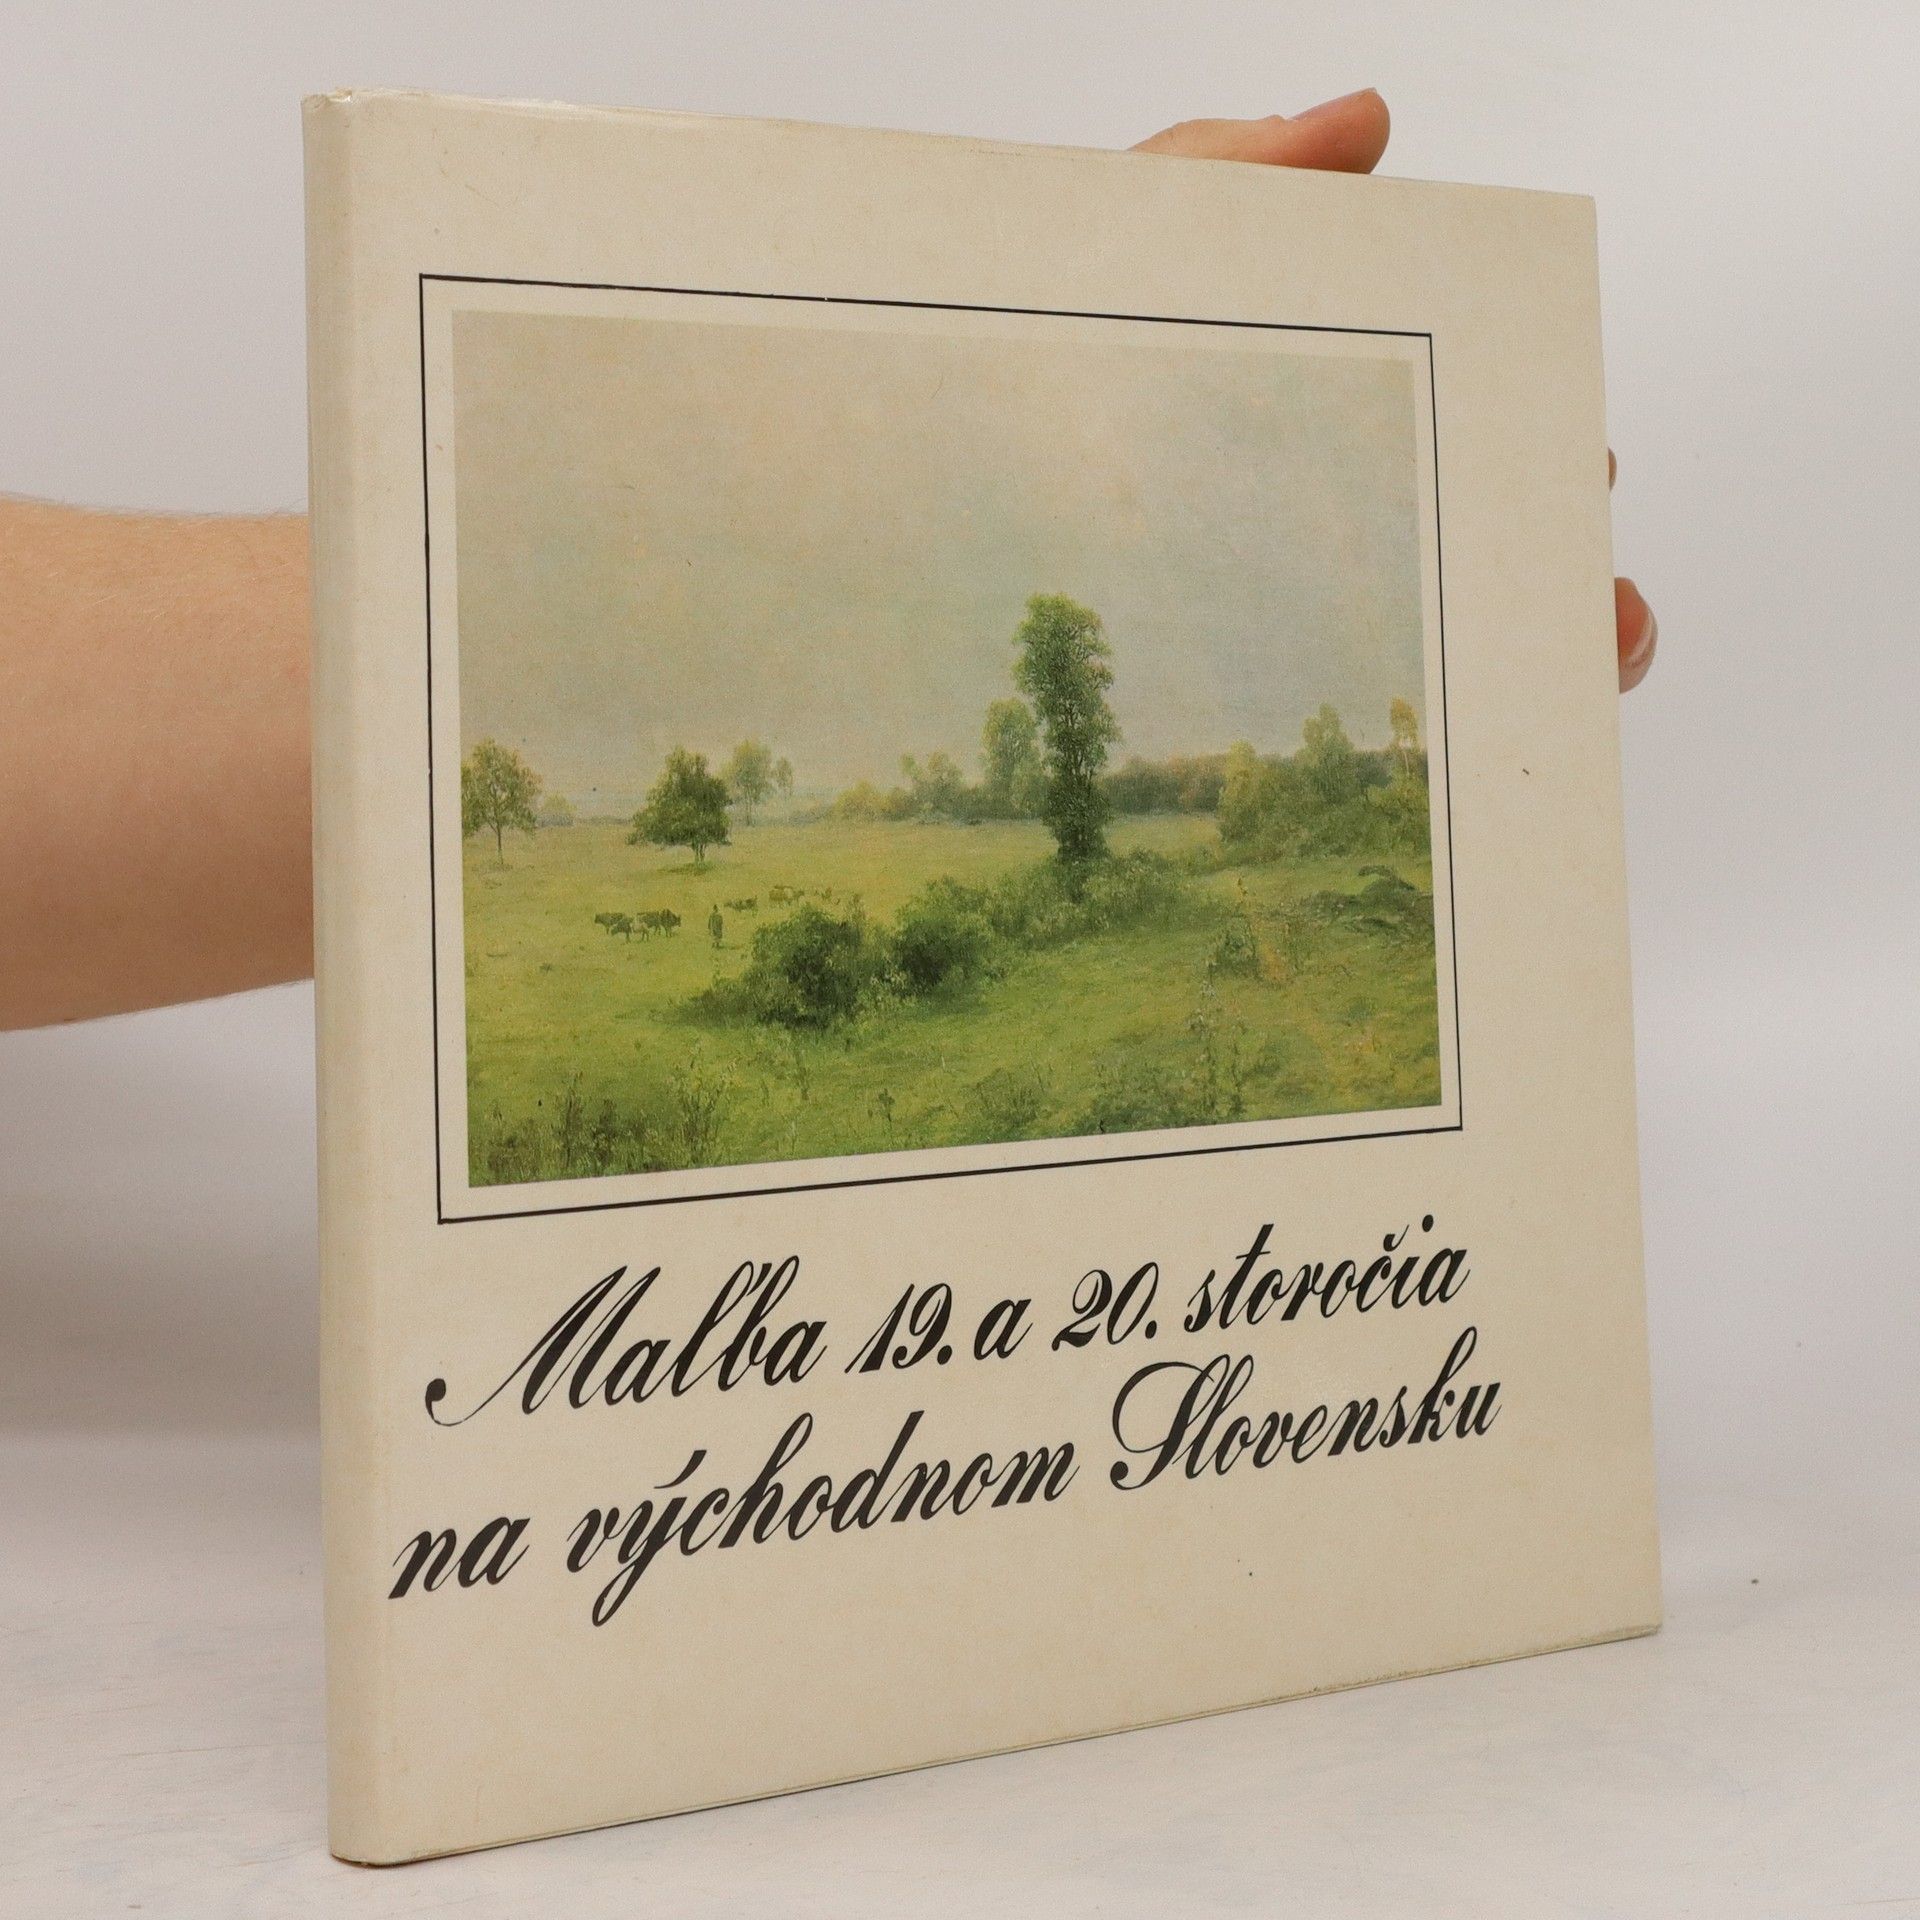 Maľba 19. a 20. storočia
na východnom Slovensku